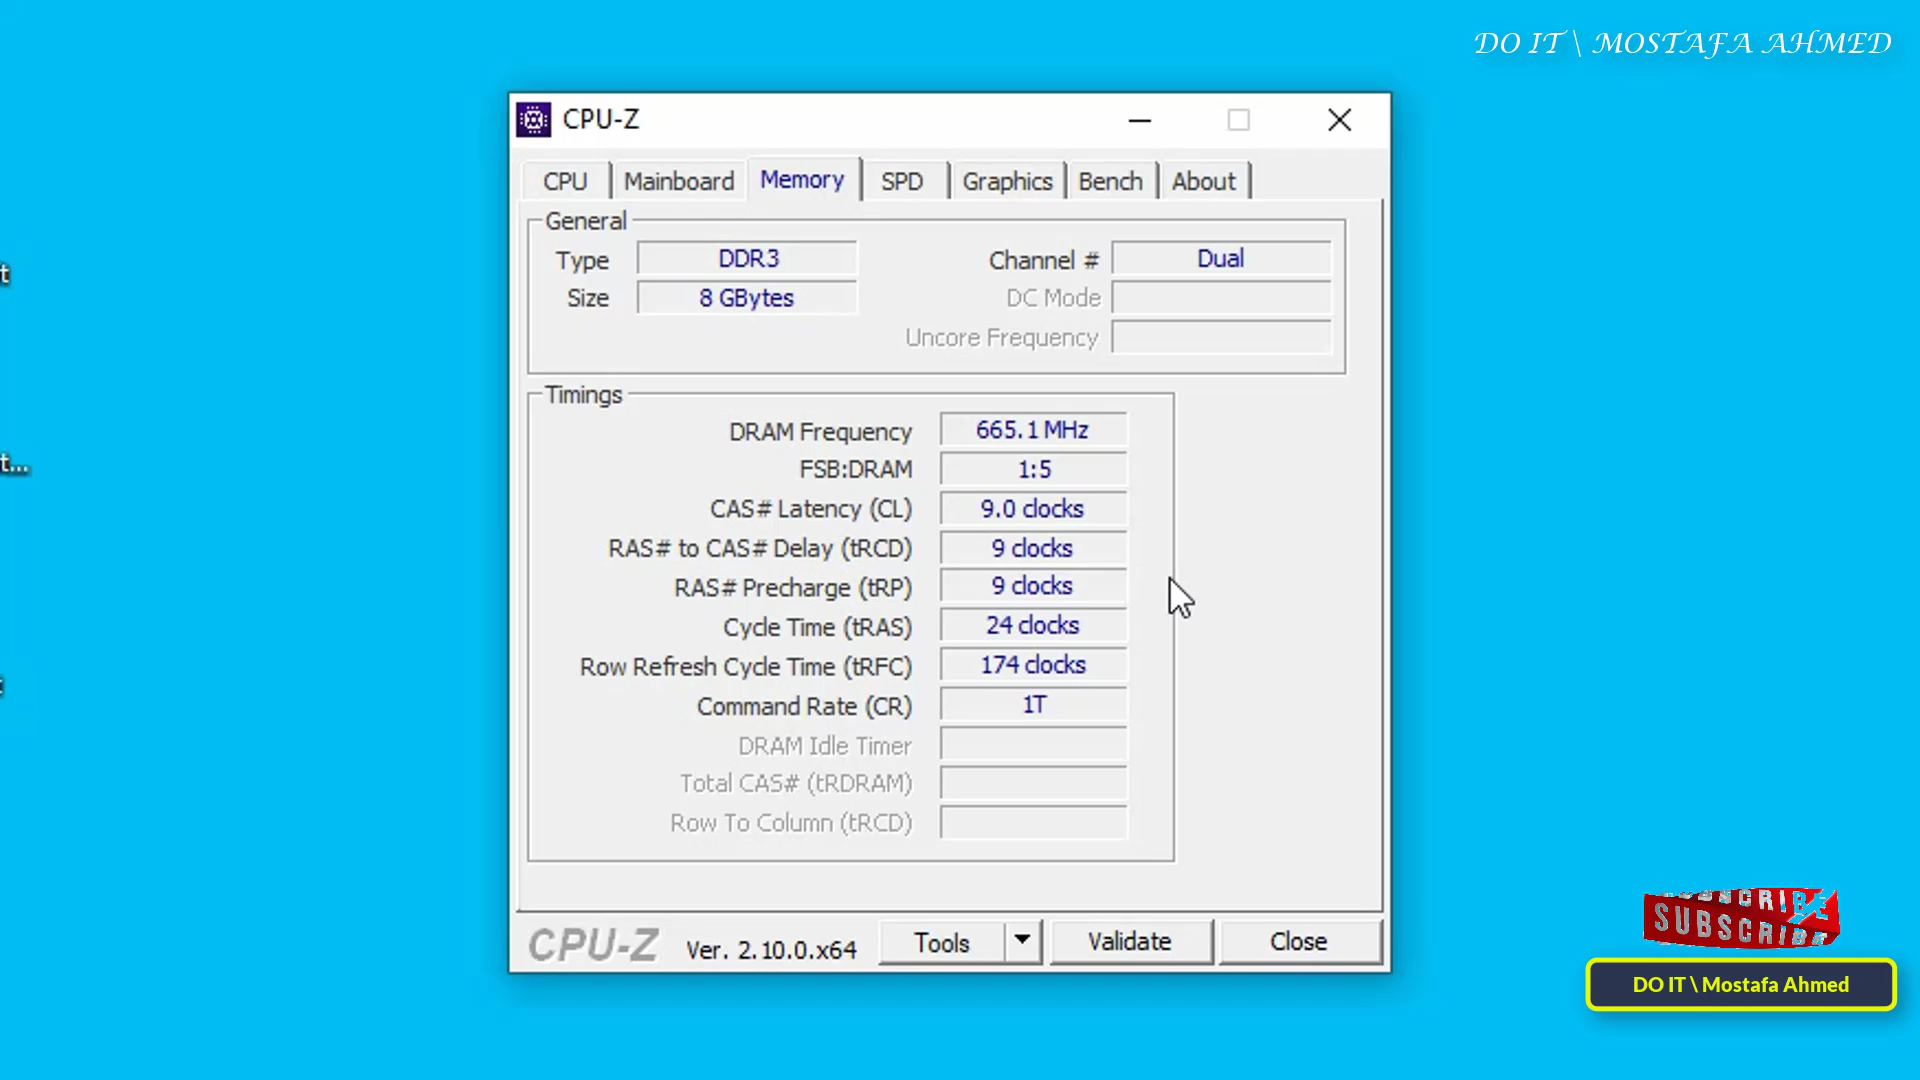 DO IT \ MOSTAFA AHMED
CPU-Z
CPU Mainboard Memory SPD Graphics Bench About
General
Type DDR3 Channel # Dual
Size 8 GBytes DC Mode
Uncore Frequency
Timings
DRAM Frequency 665.1 MHz
FSB:DRAM 1:5
CAS# Latency (CL) 9.0 clocks
RAS# to CAS# Delay (tRCD) 9 clocks
RAS# Precharge (tRP) 9 clocks
Cycle Time (tRAS) 24 clocks
Row Refresh Cycle Time (tRFC) 174 clocks
Command Rate (CR) 1T
DRAM Idle Timer
Total CAS# (tRDRAM)
Row To Column (tRCD)
CPU-Z Ver. 2.10.0.x64 Tools Validate Close
SUBSCRIBE
SUBSCRIBE
DO IT \ Mostafa Ahmed